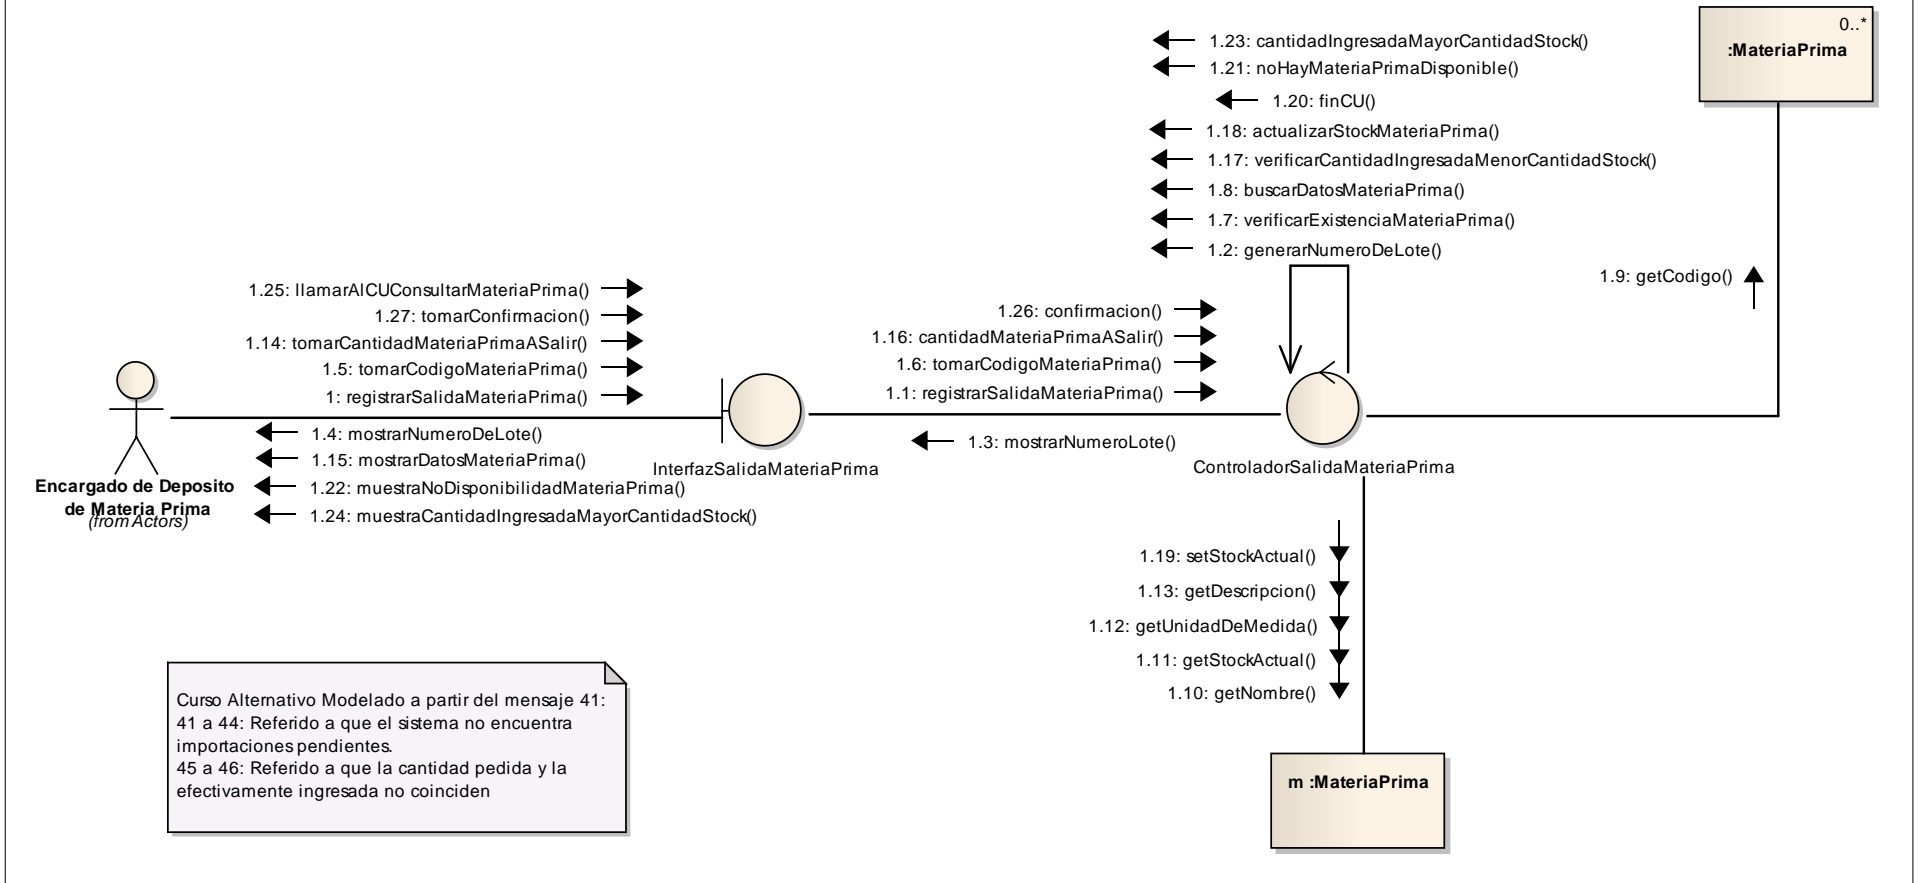 0..*
:MateriaPrima
1.23: cantidadIngresadaMayorCantidadStock()
1.21: noHayMateriaPrimaDisponible()
1.20: finCU()
1.18: actualizarStockMateriaPrima()
1.17: verificarCantidadIngresadaMenorCantidadStock()
1.8: buscarDatosMateriaPrima()
1.7: verificarExistenciaMateriaPrima()
1.2: generarNumeroDeLote()
1.9: getCodigo()
1.25: llamarAlCUConsultarMateriaPrima()
1.27: tomarConfirmacion()
1.14: tomarCantidadMateriaPrimaASalir()
1.5: tomarCodigoMateriaPrima()
1: registrarSalidaMateriaPrima()
1.26: confirmacion()
1.16: cantidadMateriaPrimaASalir()
1.6: tomarCodigoMateriaPrima()
1.1: registrarSalidaMateriaPrima()
1.4: mostrarNumeroDeLote()
1.15: mostrarDatosMateriaPrima()
1.22: muestraNoDisponibilidadMateriaPrima()
1.24: muestraCantidadIngresadaMayorCantidadStock()
1.3: mostrarNumeroLote()
InterfazSalidaMateriaPrima
ControladorSalidaMateriaPrima
Encargado de Deposito
de Materia Prima
(from Actors)
1.19: setStockActual()
1.13: getDescripcion()
1.12: getUnidadDeMedida()
1.11: getStockActual()
1.10: getNombre()
m :MateriaPrima
Curso Alternativo Modelado a partir del mensaje 41:
41 a 44: Referido a que el sistema no encuentra
importaciones pendientes.
45 a 46: Referido a que la cantidad pedida y la
efectivamente ingresada no coinciden